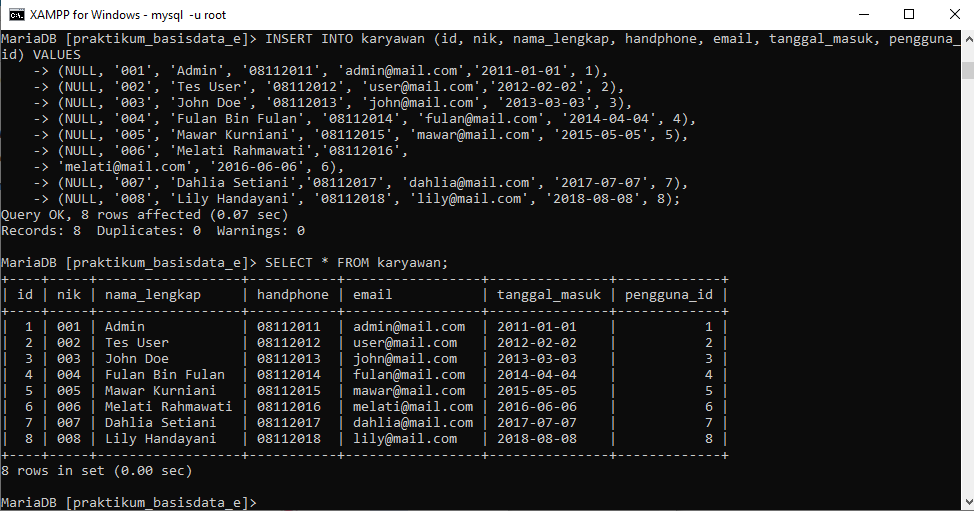 XAMPP for Windows - mysql  -u root
MariaDB [praktikum_basisdata_e]> INSERT INTO karyawan (id, nik, nama_lengkap, handphone, email, tanggal_masuk, pengguna_
id) VALUES
    -> (NULL, '001', 'Admin', '08112011', 'admin@mail.com','2011-01-01', 1),
    -> (NULL, '002', 'Tes User', '08112012', 'user@mail.com','2012-02-02', 2),
    -> (NULL, '003', 'John Doe', '08112013', 'john@mail.com', '2013-03-03', 3),
    -> (NULL, '004', 'Fulan Bin Fulan', '08112014', 'fulan@mail.com', '2014-04-04', 4),
    -> (NULL, '005', 'Mawar Kurniani', '08112015', 'mawar@mail.com', '2015-05-05', 5),
    -> (NULL, '006', 'Melati Rahmawati','08112016',
    -> 'melati@mail.com', '2016-06-06', 6),
    -> (NULL, '007', 'Dahlia Setiani','08112017', 'dahlia@mail.com', '2017-07-07', 7),
    -> (NULL, '008', 'Lily Handayani', '08112018', 'lily@mail.com', '2018-08-08', 8);
Query OK, 8 rows affected (0.07 sec)
Records: 8  Duplicates: 0  Warnings: 0
MariaDB [praktikum_basisdata_e]> SELECT * FROM karyawan;
+----+-----+------------------+-----------+-----------------+---------------+-------------+
| id | nik | nama_lengkap     | handphone | email           | tanggal_masuk | pengguna_id |
+----+-----+------------------+-----------+-----------------+---------------+-------------+
|  1 | 001 | Admin            | 08112011  | admin@mail.com  | 2011-01-01    |           1 |
|  2 | 002 | Tes User         | 08112012  | user@mail.com   | 2012-02-02    |           2 |
|  3 | 003 | John Doe         | 08112013  | john@mail.com   | 2013-03-03    |           3 |
|  4 | 004 | Fulan Bin Fulan  | 08112014  | fulan@mail.com  | 2014-04-04    |           4 |
|  5 | 005 | Mawar Kurniani   | 08112015  | mawar@mail.com  | 2015-05-05    |           5 |
|  6 | 006 | Melati Rahmawati | 08112016  | melati@mail.com | 2016-06-06    |           6 |
|  7 | 007 | Dahlia Setiani   | 08112017  | dahlia@mail.com | 2017-07-07    |           7 |
|  8 | 008 | Lily Handayani   | 08112018  | lily@mail.com   | 2018-08-08    |           8 |
+----+-----+------------------+-----------+-----------------+---------------+-------------+
8 rows in set (0.00 sec)
MariaDB [praktikum_basisdata_e]>